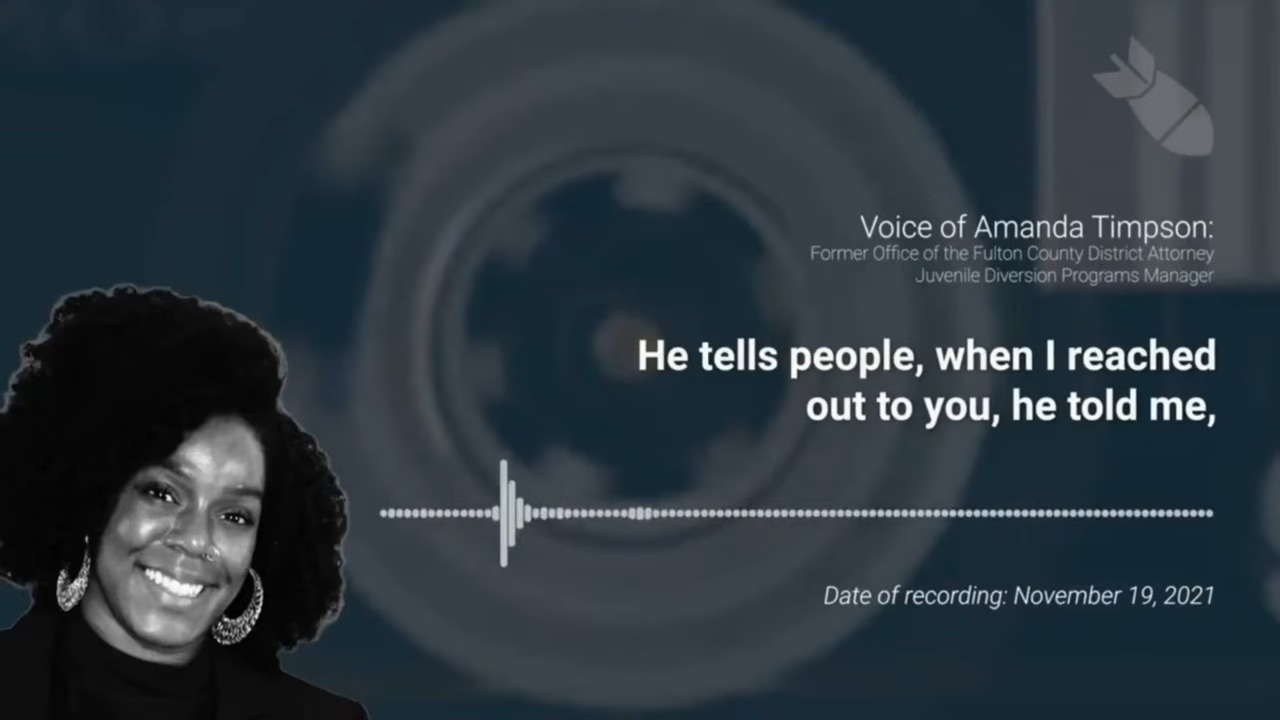 Voice of Amanda Timpson:
Former Office of the Fulton County District Attorney
Juvenile Diversion Programs Manager
He tells people, when I reached
out to you, he told me,
Date of recording: November 19, 2021